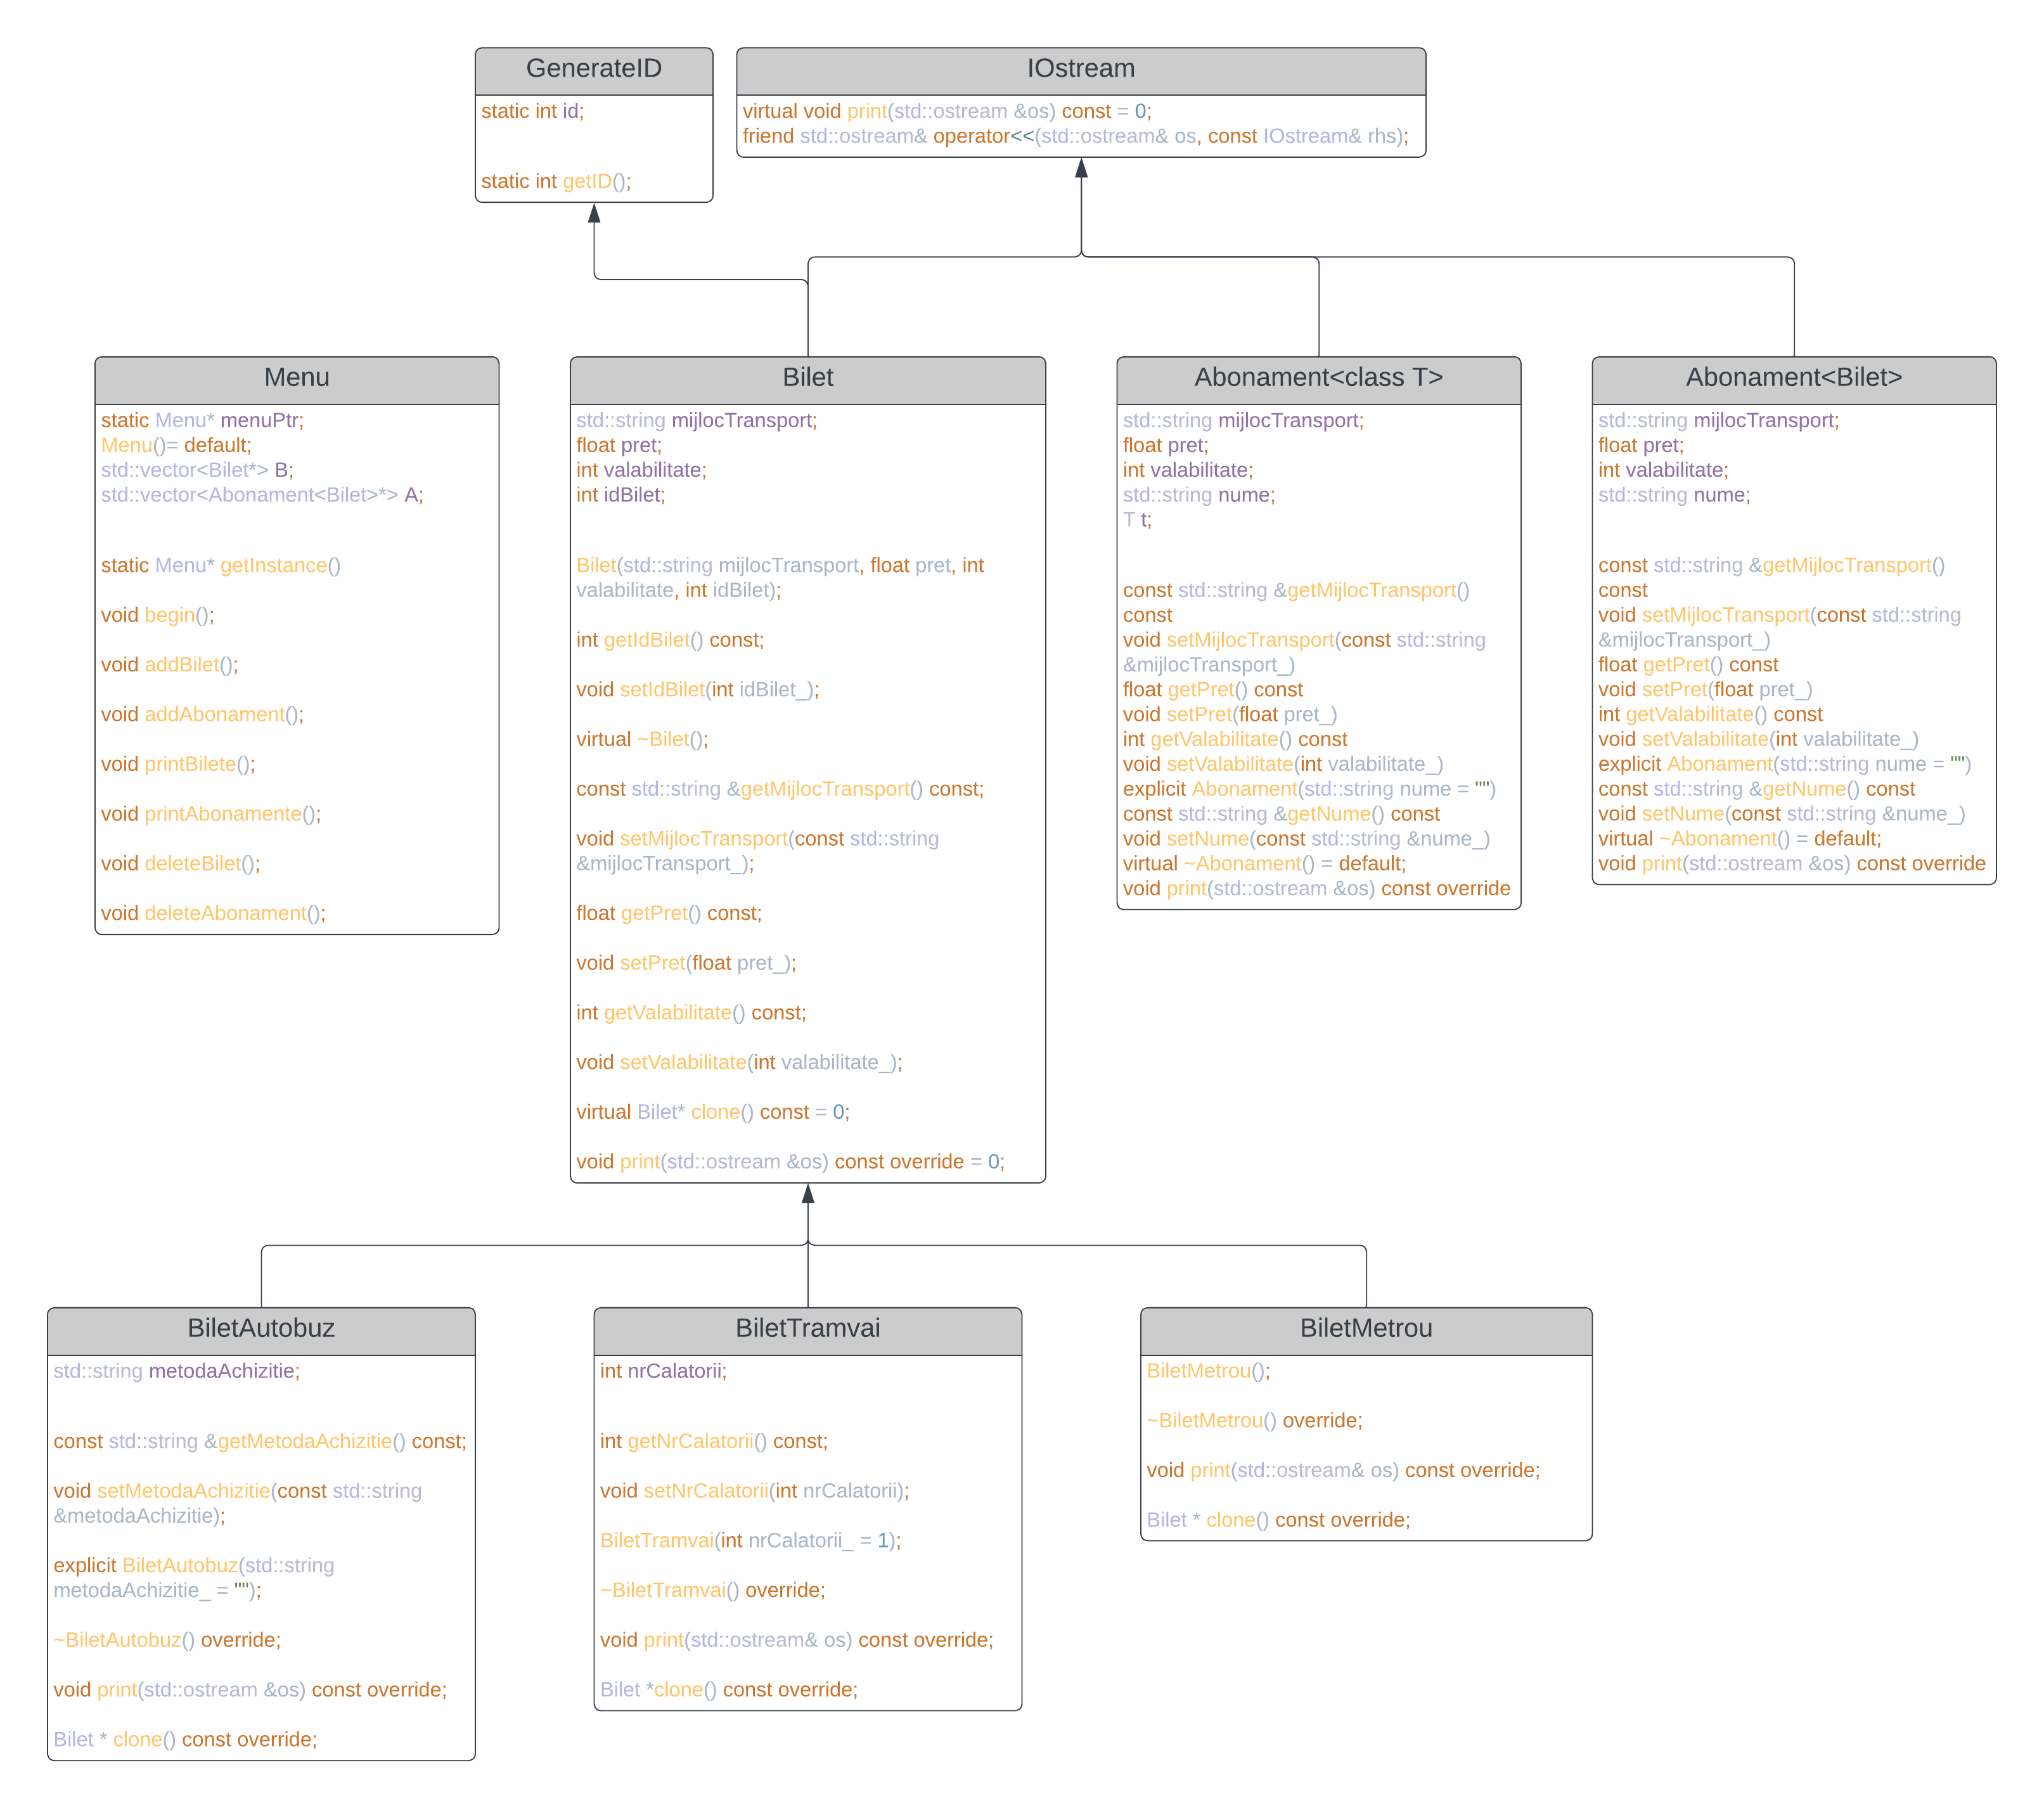 GenerateID
static int id;
static int getID();
IOstream
virtual void print(std::ostream &os) const = 0;
friend std::ostream& operator<<(std::ostream& os, const IOstream& rhs);
Menu
static Menu* menuPtr;
Menu()= default;
std::vector<Bilet*> B;
std::vector<Abonament<Bilet>*> A;
static Menu* getInstance()
void begin();
void addBilet();
void addAbonament();
void printBilete();
void printAbonamente();
void deleteBilet();
void deleteAbonament();
Bilet
std::string mijlocTransport;
float pret;
int valabilitate;
int idBilet;
Bilet(std::string mijlocTransport, float pret, int
valabilitate, int idBilet);
int getIdBilet() const;
void setIdBilet(int idBilet_);
virtual ~Bilet();
const std::string &getMijlocTransport() const;
void setMijlocTransport(const std::string
&mijlocTransport_);
float getPret() const;
void setPret(float pret_);
int getValabilitate() const;
void setValabilitate(int valabilitate_);
virtual Bilet* clone() const = 0;
void print(std::ostream &os) const override = 0;
Abonament<class T>
std::string mijlocTransport;
float pret;
int valabilitate;
std::string nume;
T t;
const std::string &getMijlocTransport()
const
void setMijlocTransport(const std::string
&mijlocTransport_)
float getPret() const
void setPret(float pret_)
int getValabilitate() const
void setValabilitate(int valabilitate_)
explicit Abonament(std::string nume = "")
const std::string &getNume() const
void setNume(const std::string &nume_)
virtual ~Abonament() = default;
void print(std::ostream &os) const override
Abonament<Bilet>
std::string mijlocTransport;
float pret;
int valabilitate;
std::string nume;
const std::string &getMijlocTransport()
const
void setMijlocTransport(const std::string
&mijlocTransport_)
float getPret() const
void setPret(float pret_)
int getValabilitate() const
void setValabilitate(int valabilitate_)
explicit Abonament(std::string nume = "")
const std::string &getNume() const
void setNume(const std::string &nume_)
virtual ~Abonament() = default;
void print(std::ostream &os) const override
BiletAutobuz
std::string metodaAchizitie;
const std::string &getMetodaAchizitie() const;
void setMetodaAchizitie(const std::string
&metodaAchizitie);
explicit BiletAutobuz(std::string
metodaAchizitie_ = "");
~BiletAutobuz() override;
void print(std::ostream &os) const override;
Bilet * clone() const override;
BiletTramvai
int nrCalatorii;
int getNrCalatorii() const;
void setNrCalatorii(int nrCalatorii);
BiletTramvai(int nrCalatorii_ = 1);
~BiletTramvai() override;
void print(std::ostream& os) const override;
Bilet *clone() const override;
BiletMetrou
BiletMetrou();
~BiletMetrou() override;
void print(std::ostream& os) const override;
Bilet * clone() const override;